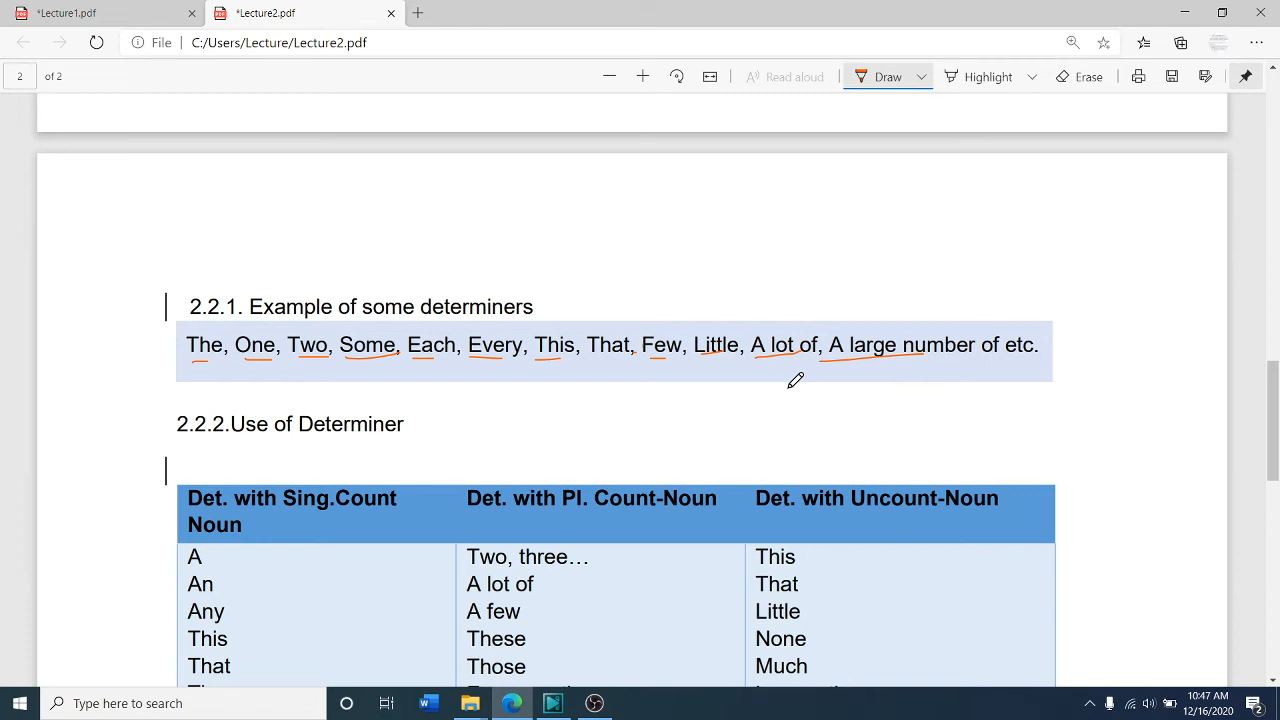 *Lecture1.pdf
*Lecture2.pdf
File
C:/Users/Lecture/Lecture2.pdf
2
of 2
Read aloud
Draw
Highlight
Erase
2.2.1. Example of some determiners
The, One, Two, Some, Each, Every, This, That, Few, Little, A lot of, A large number of etc.
2.2.2.Use of Determiner
Det. with Sing.Count Noun
Det. with Pl. Count-Noun
Det. with Uncount-Noun
A
Two, three…
This
An
A lot of
That
Any
A few
Little
This
These
None
That
Those
Much
Type here to search
10:47 AM
12/16/2020